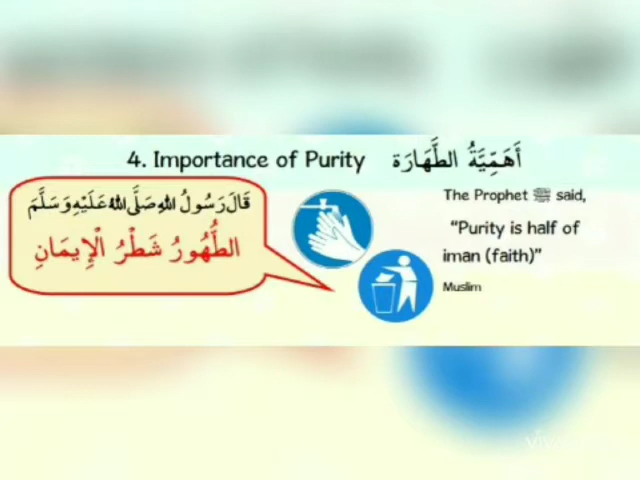 4. Importance of Purity أَهَمِّيَّةُ الطَّهَارَة
قَالَ رَسُولُ اللهِ صَلَّى اللهُ عَلَيْهِ وَسَلَّمَ
الطُّهُورُ شَطْرُ الْإِيمَانِ
The Prophet ﷺ said,
“Purity is half of
iman (faith)”
Muslim